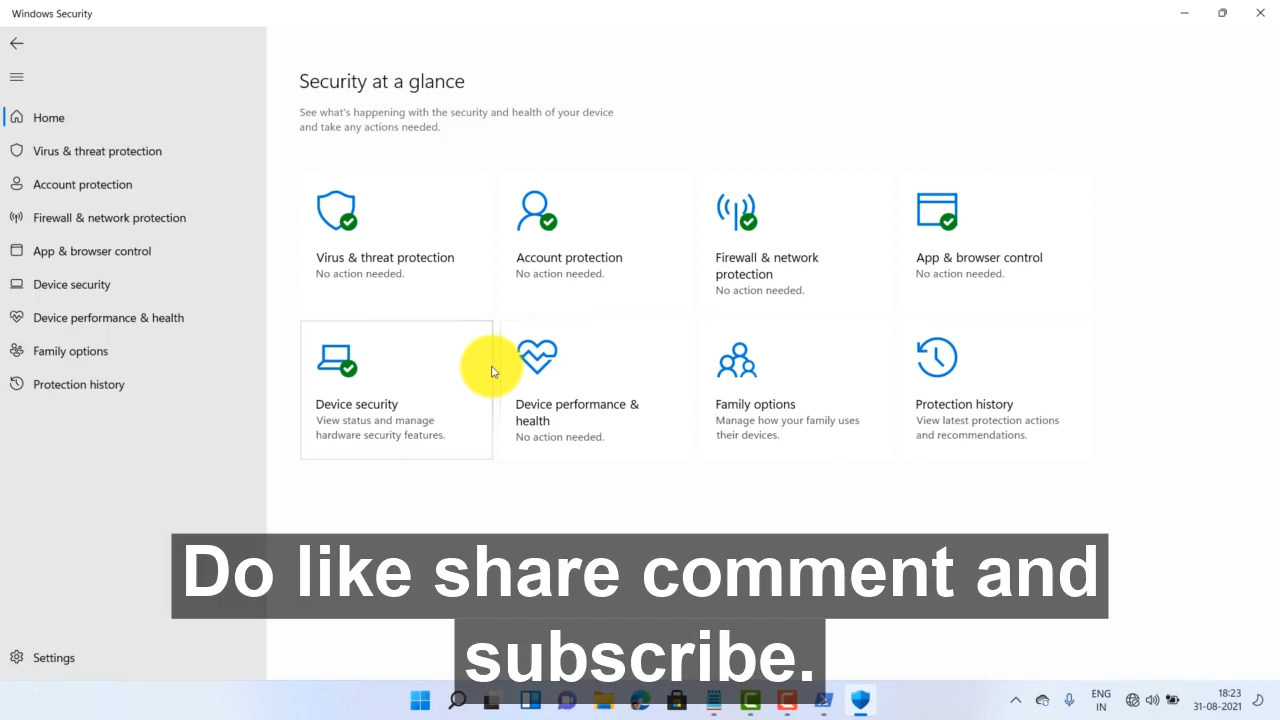 Windows Security
Home
Virus & threat protection
Account protection
Firewall & network protection
App & browser control
Device security
Device performance & health
Family options
Protection history
Settings
Security at a glance
See what's happening with the security and health of your device
and take any actions needed.
Virus & threat protection
No action needed.
Account protection
No action needed.
Firewall & network
protection
No action needed.
App & browser control
No action needed.
Device security
View status and manage
hardware security features.
Device performance &
health
No action needed.
Family options
Manage how your family uses
their devices.
Protection history
View latest protection actions
and recommendations.
Do like share comment and
subscribe.
ENG
IN
18:23
31-08-2021